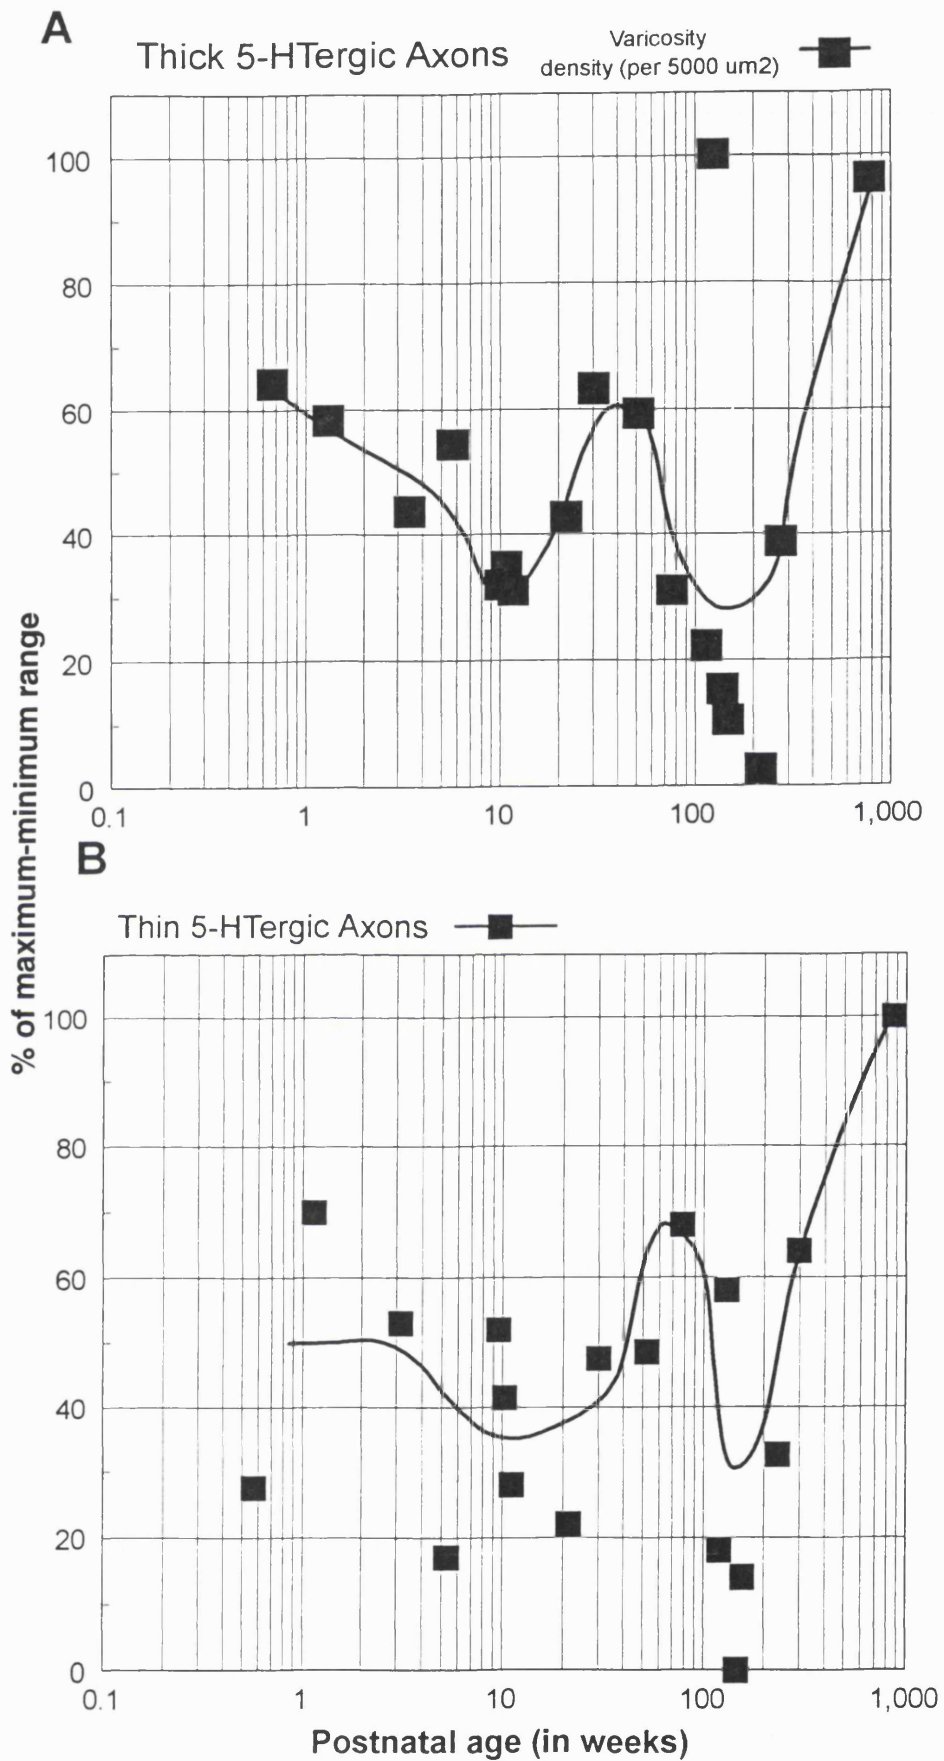 A
Thick 5-HTergic Axons
Varicosity
density (per 5000 um2)
100
80
60
40
20
0
0.1 1 10 100 1,000
% of maximum-minimum range
B
Thin 5-HTergic Axons
100
80
60
40
20
0
0.1 1 10 100 1,000
Postnatal age (in weeks)